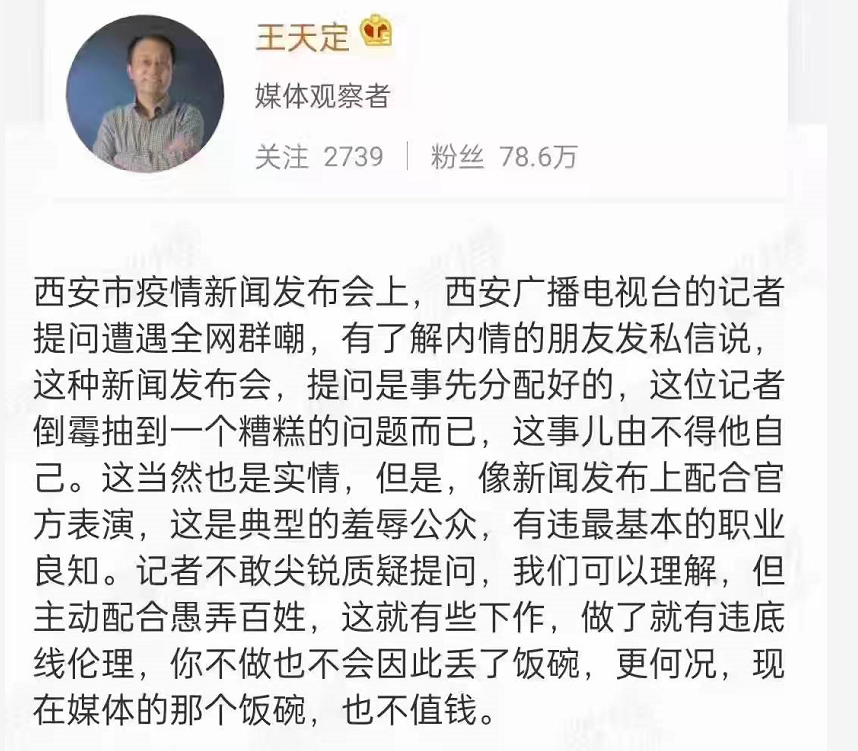 王天定
媒体观察者
关注 2739 | 粉丝 78.6万
西安市疫情新闻发布会上，西安广播电视台的记者
提问遭遇全网群嘲，有了解内情的朋友发私信说，
这种新闻发布会，提问是事先分配好的，这位记者
倒霉抽到一个糟糕的问题而已，这事儿由不得他自
己。这当然也是实情，但是，像新闻发布上配合官
方表演，这是典型的羞辱公众，有违最基本的职业
良知。记者不敢尖锐质疑提问，我们可以理解，但
主动配合愚弄百姓，这就有些下作，做了就有违底
线伦理，你不做也不会因此丢了饭碗，更何况，现
在媒体的那个饭碗，也不值钱。